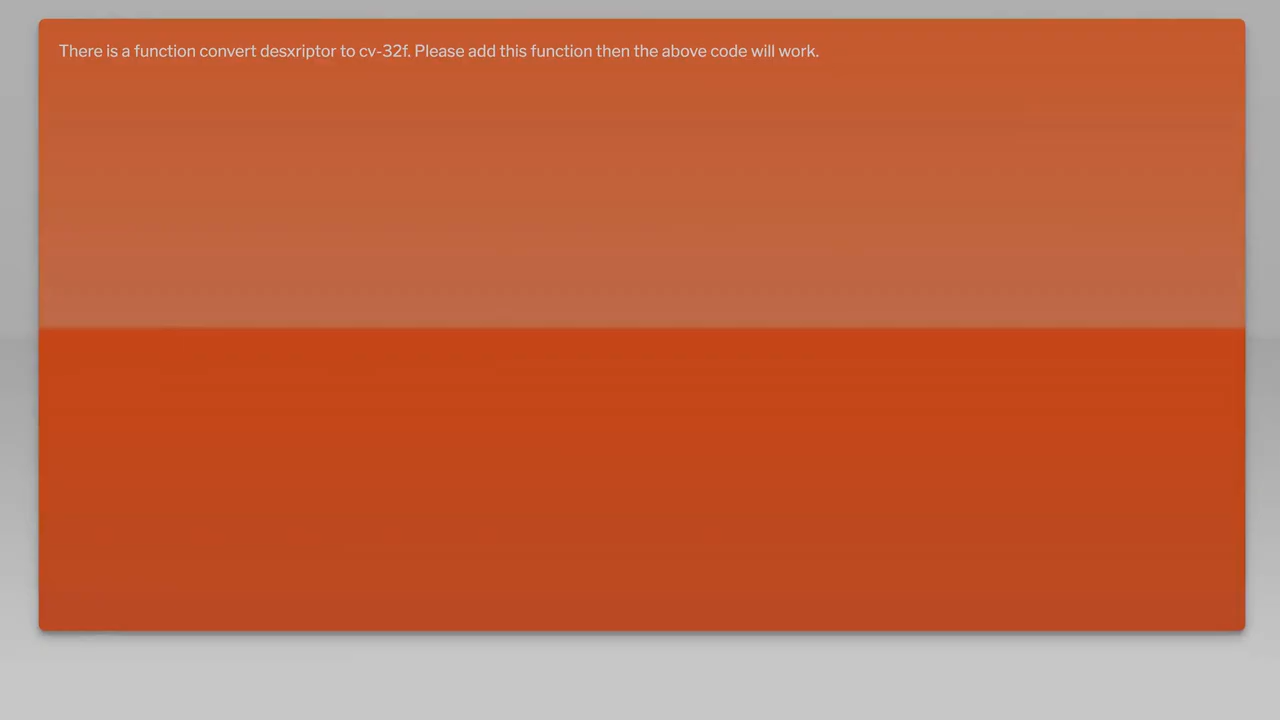 There is a function convert desxriptor to cv-32f. Please add this function then the above code will work.